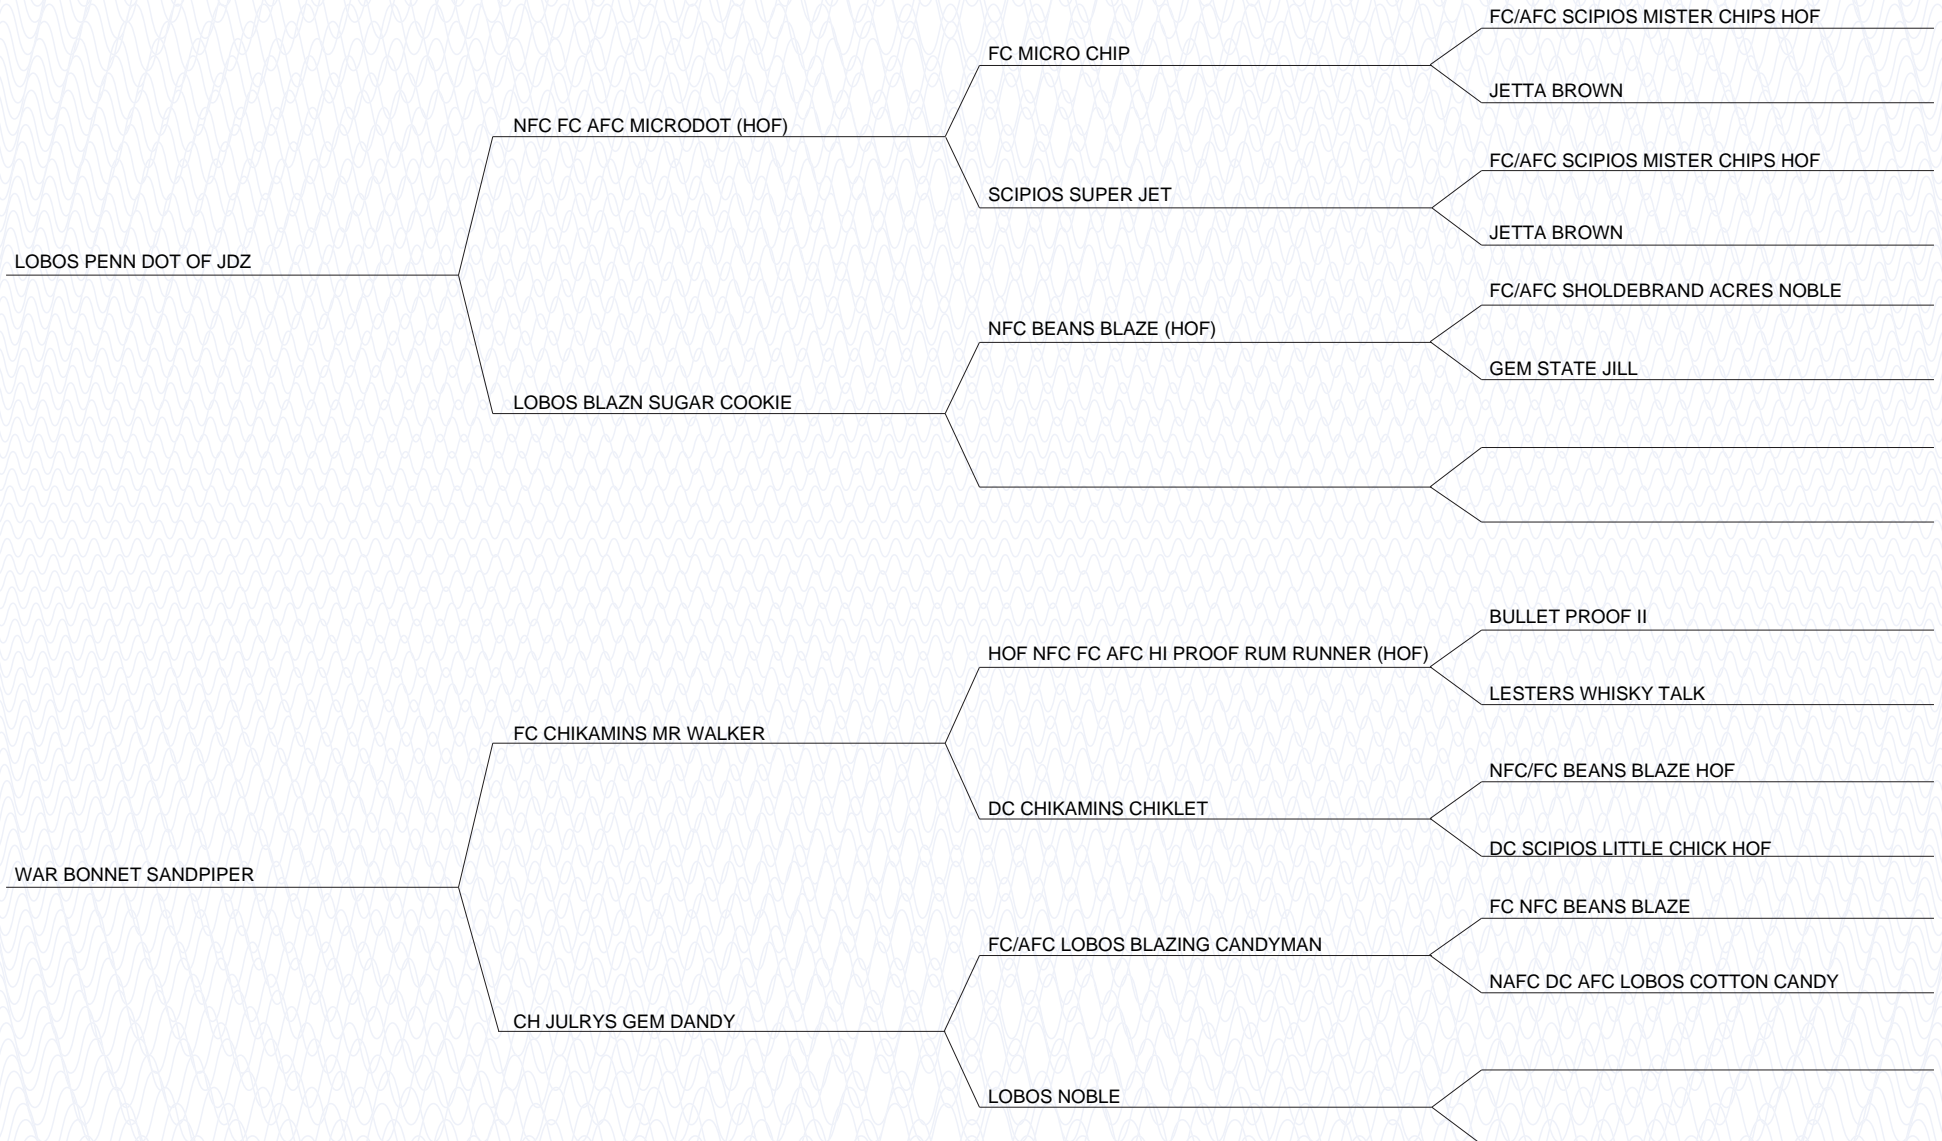 FC/AFC SCIPIOS MISTER CHIPS HOF
FC MICRO CHIP
JETTA BROWN
NFC FC AFC MICRODOT (HOF)
FC/AFC SCIPIOS MISTER CHIPS HOF
SCIPIOS SUPER JET
JETTA BROWN
LOBOS PENN DOT OF JDZ
FC/AFC SHOLDEBRAND ACRES NOBLE
NFC BEANS BLAZE (HOF)
GEM STATE JILL
LOBOS BLAZN SUGAR COOKIE
BULLET PROOF II
HOF NFC FC AFC HI PROOF RUM RUNNER (HOF)
LESTERS WHISKY TALK
FC CHIKAMINS MR WALKER
NFC/FC BEANS BLAZE HOF
DC CHIKAMINS CHIKLET
DC SCIPIOS LITTLE CHICK HOF
WAR BONNET SANDPIPER
FC NFC BEANS BLAZE
FC/AFC LOBOS BLAZING CANDYMAN
NAFC DC AFC LOBOS COTTON CANDY
CH JULRYS GEM DANDY
LOBOS NOBLE